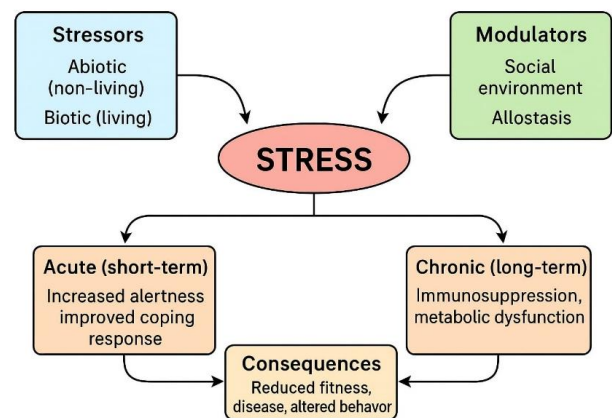 Stressors
Abiotic
(non-living)
Biotic (living)
Modulators
Social
environment
Allostasis
STRESS
Acute (short-term)
Increased alertness
improved coping
response
Chronic (long-term)
Immunosuppression,
metabolic dysfunction
Consequences
Reduced fitness,
disease, altered behavior